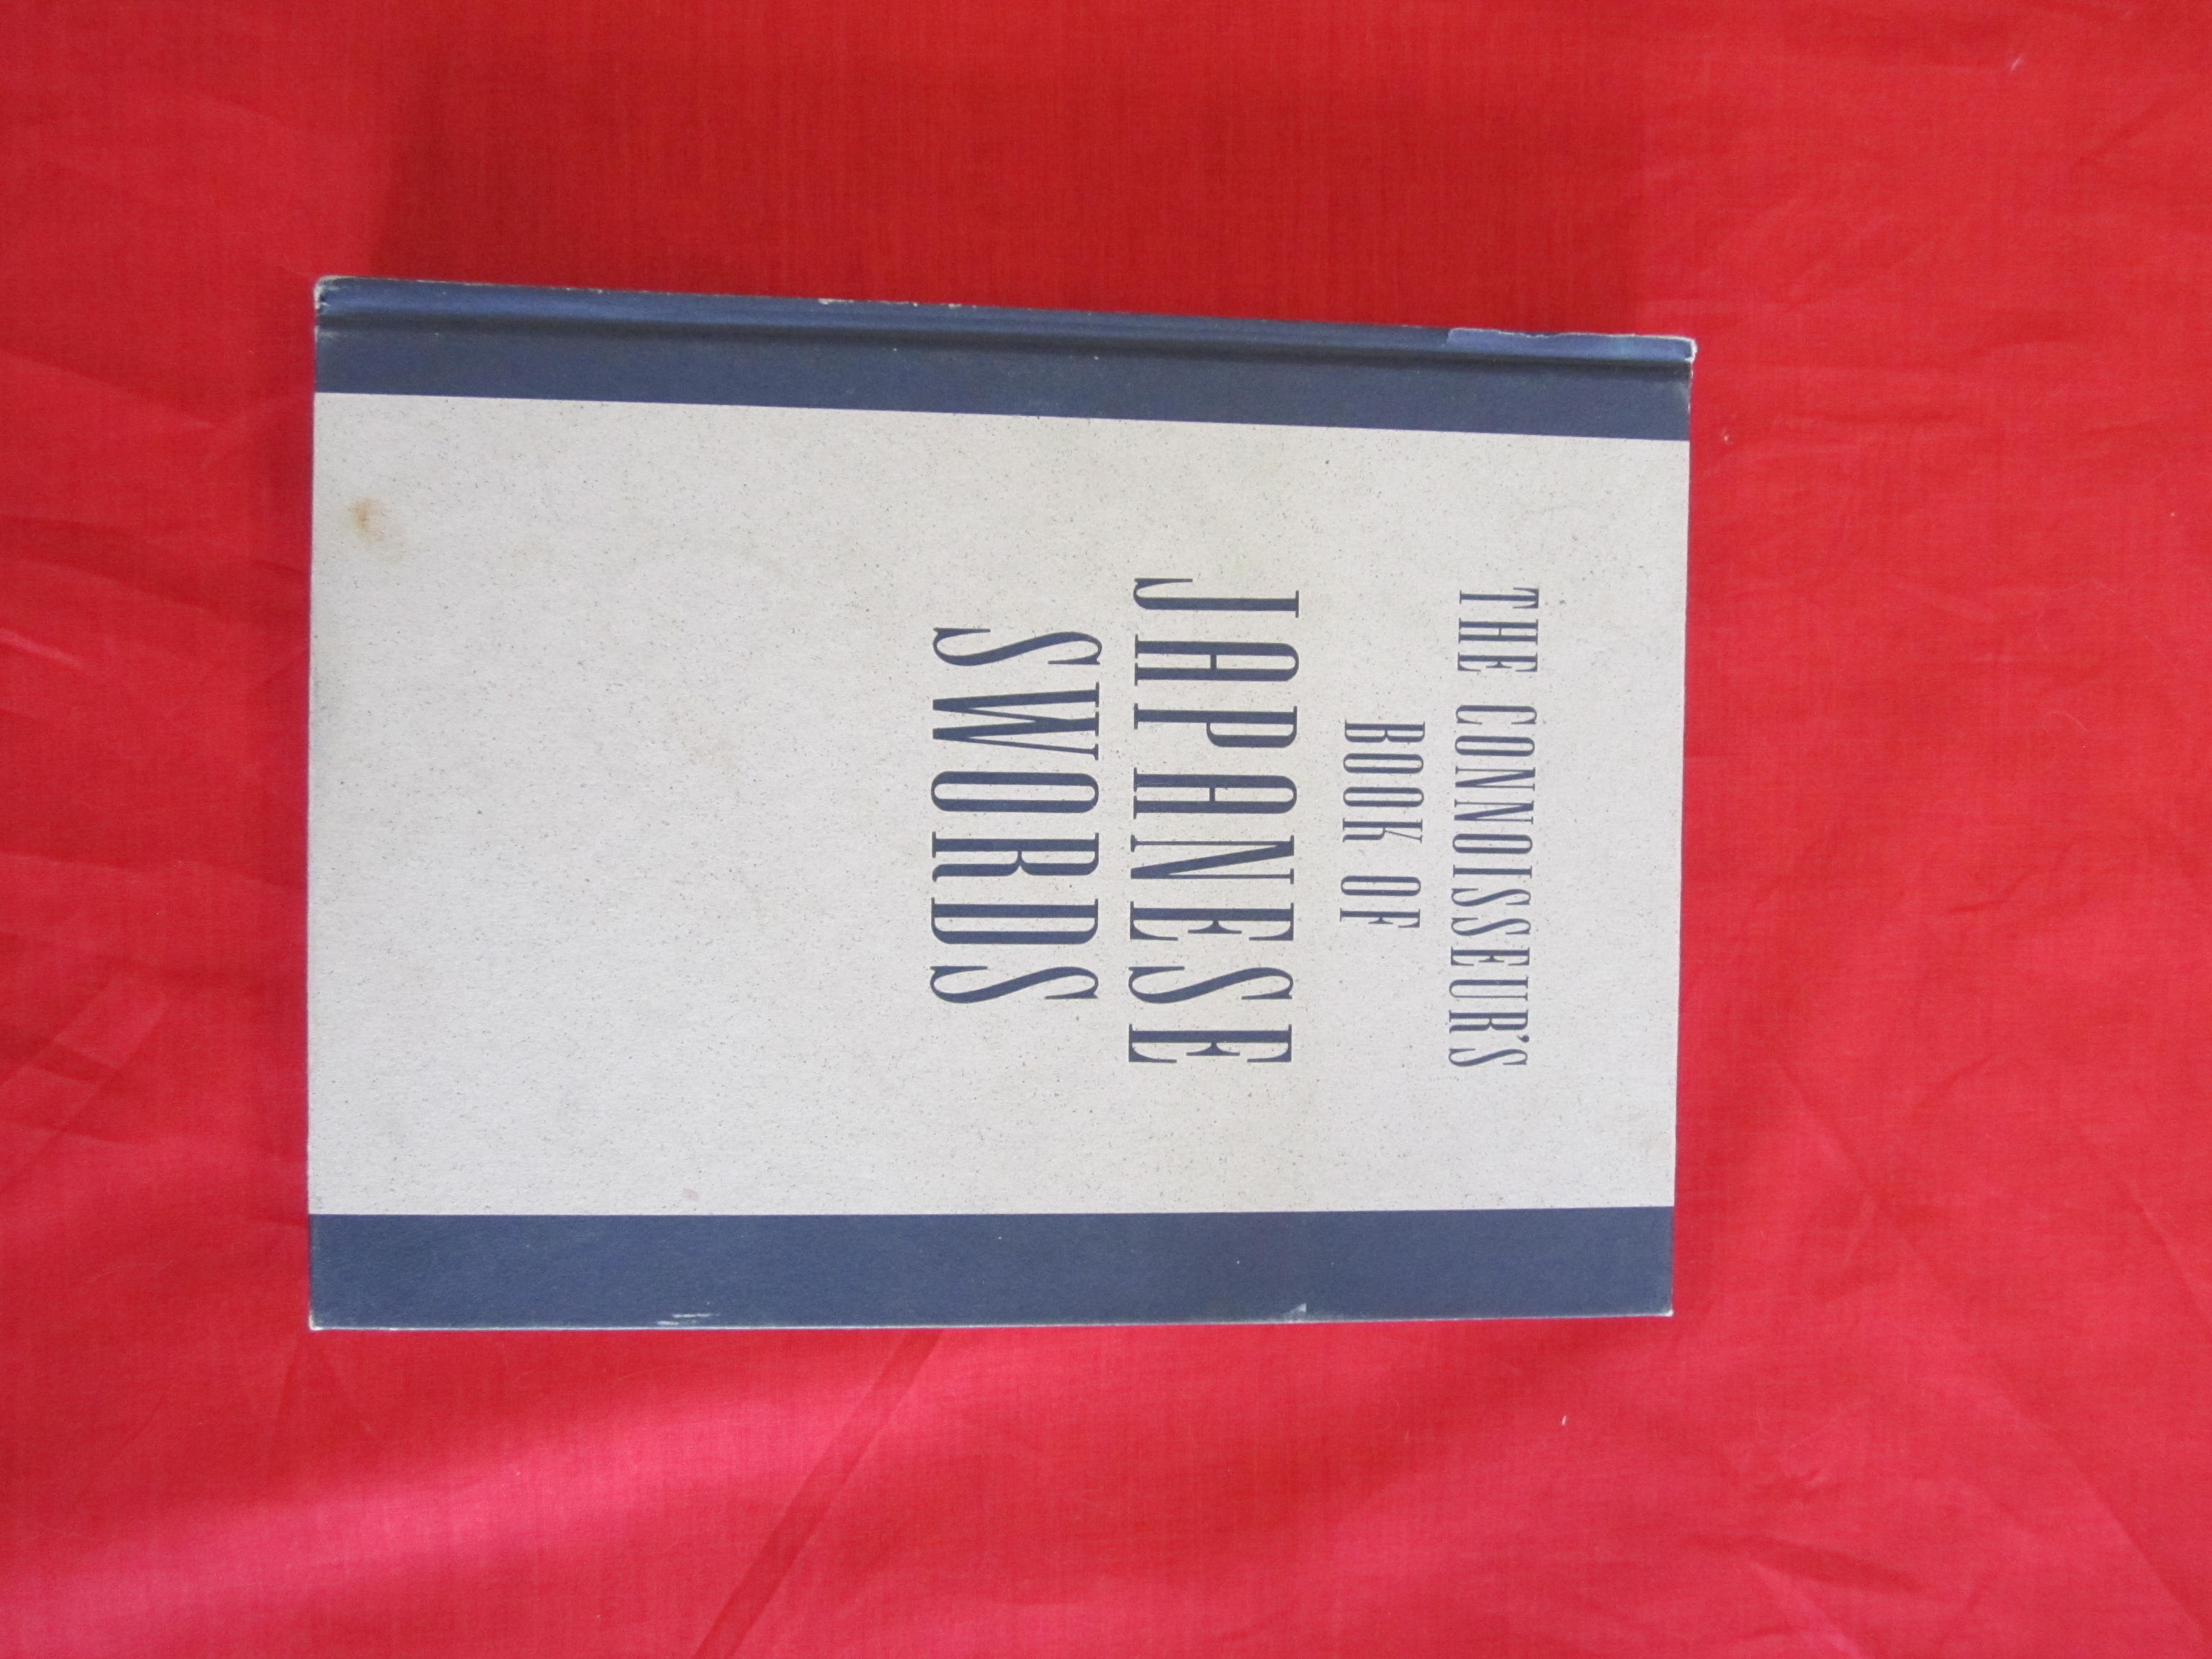 THE CONNOISSEUR'S
BOOK OF
JAPANESE
SWORDS